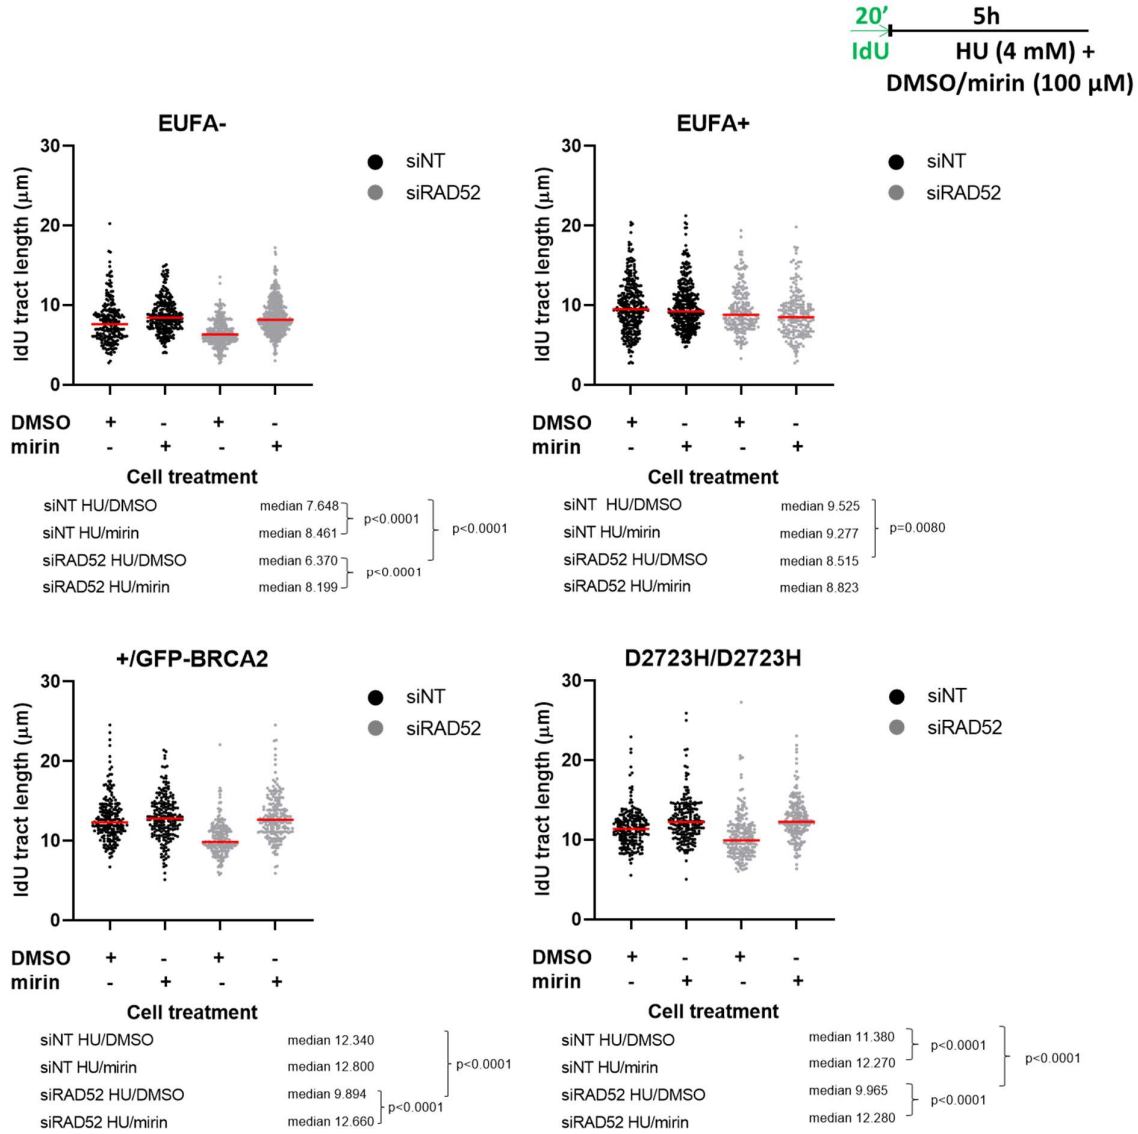 20' 5h
IdU HU (4 mM) +
DMSO/mirin (100 µM)
EUFA-
30
20
10
0
IdU tract length (µm)
siNT
siRAD52
DMSO + - + -
mirin - + - +
Cell treatment
siNT HU/DMSO median 7.648
siNT HU/mirin median 8.461
siRAD52 HU/DMSO median 6.370
siRAD52 HU/mirin median 8.199
p<0.0001
p<0.0001
p<0.0001
EUFA+
30
20
10
0
IdU tract length (µm)
siNT
siRAD52
DMSO + - + -
mirin - + - +
Cell treatment
siNT HU/DMSO median 9.525
siNT HU/mirin median 9.277
siRAD52 HU/DMSO median 8.515
siRAD52 HU/mirin median 8.823
p=0.0080
+/GFP-BRCA2
30
20
10
0
IdU tract length (µm)
siNT
siRAD52
DMSO + - + -
mirin - + - +
Cell treatment
siNT HU/DMSO median 12.340
siNT HU/mirin median 12.800
siRAD52 HU/DMSO median 9.894
siRAD52 HU/mirin median 12.660
p<0.0001
p<0.0001
D2723H/D2723H
30
20
10
0
IdU tract length (µm)
siNT
siRAD52
DMSO + - + -
mirin - + - +
Cell treatment
siNT HU/DMSO median 11.380
siNT HU/mirin median 12.270
siRAD52 HU/DMSO median 9.965
siRAD52 HU/mirin median 12.280
p<0.0001
p<0.0001
p<0.0001